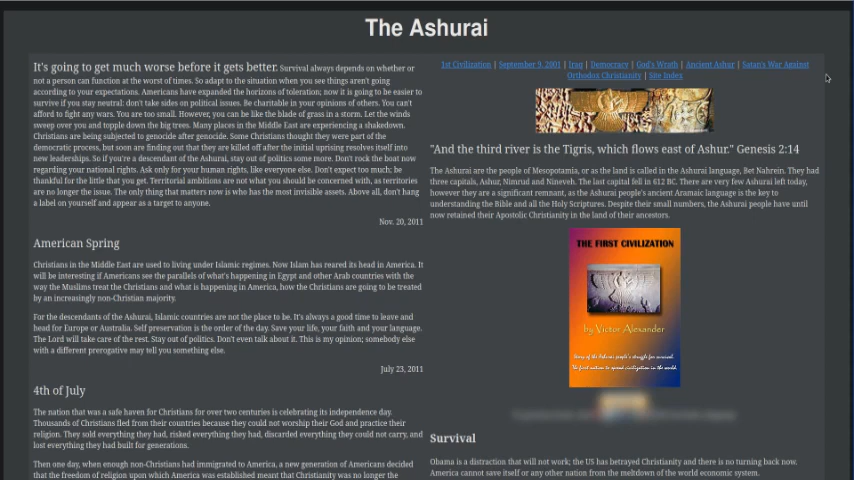 The Ashurai
It's going to get much worse before it gets better. Survival always depends on whether or
not a person can function at the worst of times. So adapt to the situation when you see things aren't going
according to your expectations. Americans have expanded the horizons of toleration; now it is going to be easier to
survive if you stay neutral: don't take sides on political issues. Be charitable in your opinions of others. You can't
afford to fight any wars. You are too small. However, you can be like the blade of grass in a storm. Let the winds
sweep over you and topple down the big trees. Many places in the Middle East are experiencing a shakedown.
Christians are being subjected to genocide after genocide. Some Christians thought they were part of the
democratic process, but soon are finding out that they are killed off after the initial uprising resolves itself into
new leaderships. So if you're a descendant of the Ashurai, stay out of politics some more. Don't rock the boat now
regarding your national rights. Ask only for your human rights, like everyone else. Don't expect too much; be
thankful for the little that you get. Territorial ambitions are not what you should be concerned with, as territories
are no longer the issue. The only thing that matters now is who has the most invisible assets. Above all, don't hang
a label on yourself and appear as a target to anyone.
Nov. 20, 2011
American Spring
Christians in the Middle East are used to living under Islamic regimes. Now Islam has reared its head in America. It
will be interesting if Americans see the parallels of what's happening in Egypt and other Arab countries with the
way the Muslims treat the Christians and what is happening in America, how the Christians are going to be treated
by an increasingly non-Christian majority.
For the descendants of the Ashurai, Islamic countries are not the place to be. It's always a good time to leave and
head for Europe or Australia. Self preservation is the order of the day. Save your life, your faith and your language.
The Lord will take care of the rest. Stay out of politics. Don't even talk about it. This is my opinion; somebody else
with a different prerogative may tell you something else.
July 23, 2011
4th of July
The nation that was a safe haven for Christians for over two centuries is celebrating its independence day.
Thousands of Christians fled from their countries because they could not worship their God and practice their
religion. They sold everything they had, risked everything they had, discarded everything they could not carry, and
lost everything they had built for generations.
Then one day, when enough non-Christians had immigrated to America, a new generation of Americans decided
that the freedom of religion upon which America was established meant that Christianity was no longer the
1st Civilization | September 9, 2001 | Iraq | Democracy | God's Wrath | Ancient Ashur | Satan's War Against
Orthodox Christianity | Site Index
"And the third river is the Tigris, which flows east of Ashur." Genesis 2:14
The Ashurai are the people of Mesopotamia, or as the land is called in the Ashurai language, Bet Nahrein. They had
three capitals, Ashur, Nimrud and Nineveh. The last capital fell in 612 BC. There are very few Ashurai left today,
however they are a significant remnant, as the Ashurai people's ancient Aramaic language is the key to
understanding the Bible and all the Holy Scriptures. Despite their small numbers, the Ashurai people have until
now retained their Apostolic Christianity in the land of their ancestors.
THE FIRST CIVILIZATION
by Victor Alexander
Story of the Ashurai people's struggle for survival.
The first nation to spread civilization in the world.
Survival
Obama is a distraction that will not work; the US has betrayed Christianity and there is no turning back now.
America cannot save itself or any other nation from the meltdown of the world economic system.